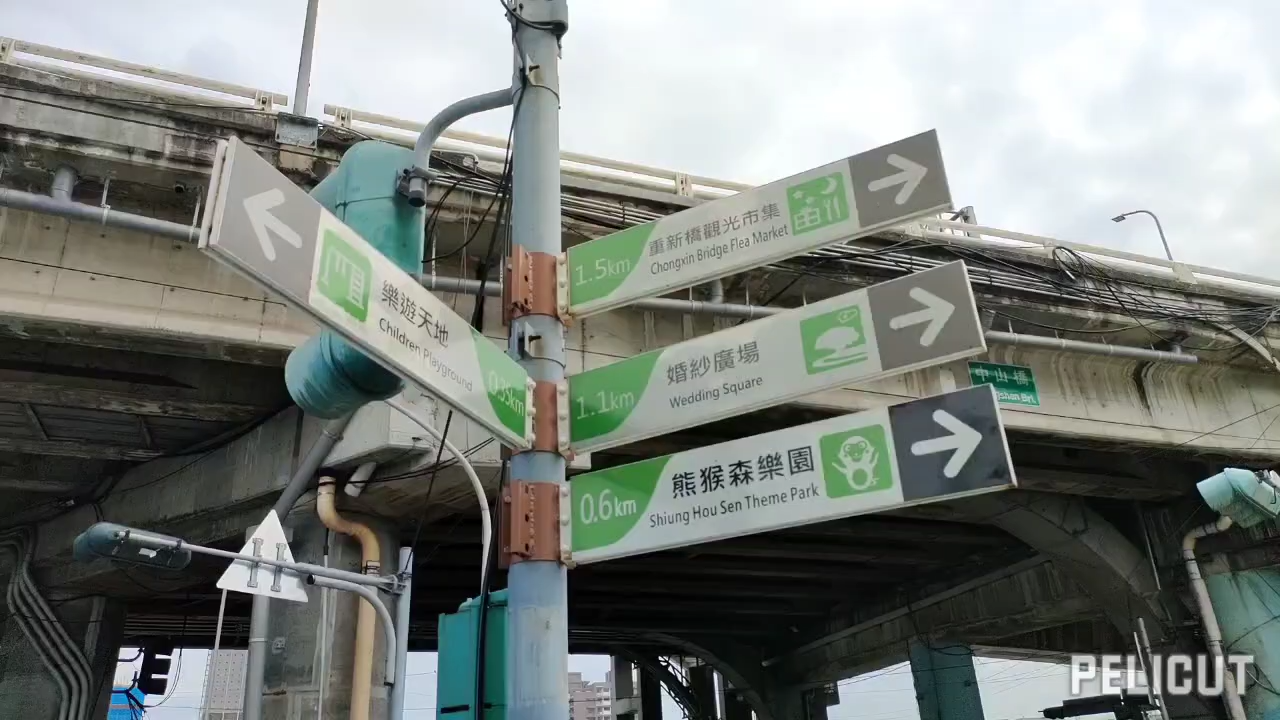 樂遊天地
Children Playground
0.35km
1.5km
重新橋觀光市集
Chongxin Bridge Flea Market
1.1km
婚紗廣場
Wedding Square
0.6km
熊猴森樂園
Shiung Hou Sen Theme Park
中山橋
PELICUT